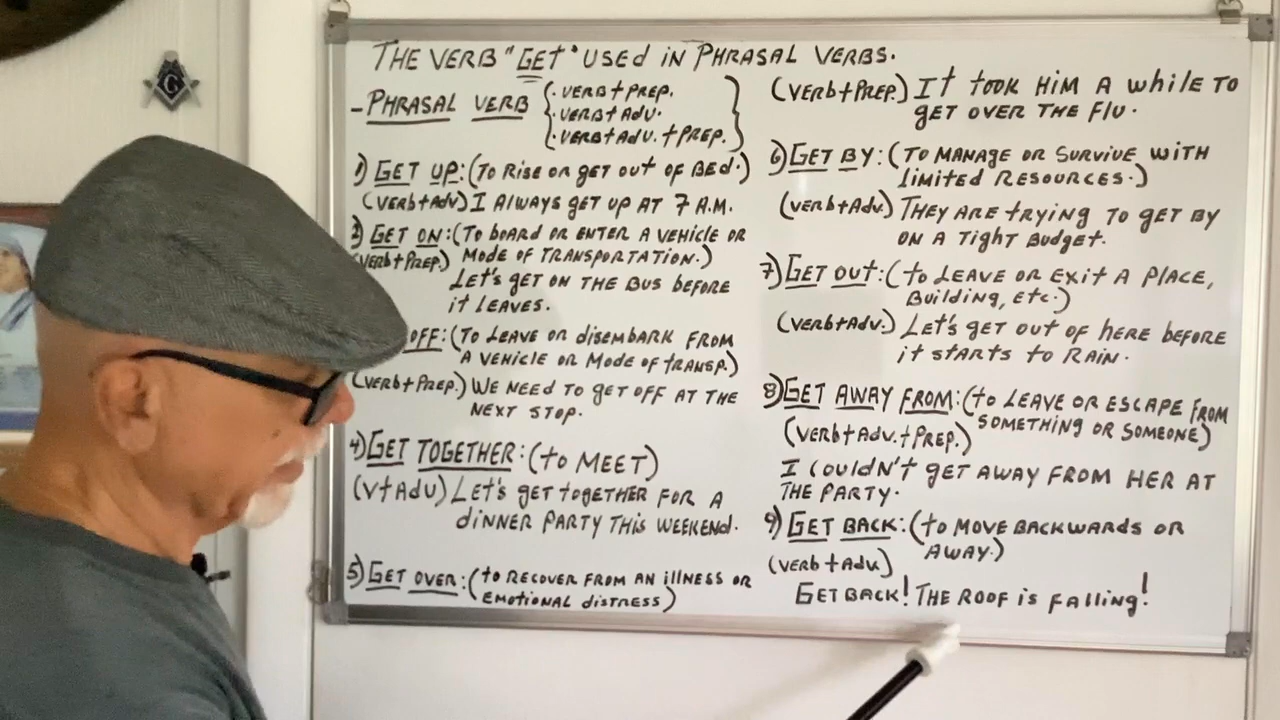 THE VERB "GET" USED IN PHRASAL VERBS.
- PHRASAL VERB
· VERB + PREP.
· VERB + ADV.
· VERB + ADV. + PREP.
1) GET UP: (TO RISE OR GET OUT OF BED.)
(VERB + ADV) I ALWAYS GET UP AT 7 A.M.
2) GET ON: (TO BOARD OR ENTER A VEHICLE OR
(VERB + PREP.) MODE OF TRANSPORTATION.)
LET'S GET ON THE BUS BEFORE
IT LEAVES.
OFF: (TO LEAVE OR DISEMBARK FROM
A VEHICLE OR MODE OF TRANSP.)
(VERB + PREP.) WE NEED TO GET OFF AT THE
NEXT STOP.
4) GET TOGETHER: (TO MEET)
(V + ADV) LET'S GET TOGETHER FOR A
DINNER PARTY THIS WEEKEND.
5) GET OVER: (TO RECOVER FROM AN ILLNESS OR
EMOTIONAL DISTRESS)
(VERB + PREP.) IT TOOK HIM A WHILE TO
GET OVER THE FLU.
6) GET BY: (TO MANAGE OR SURVIVE WITH
LIMITED RESOURCES.)
(VERB + ADV.) THEY ARE TRYING TO GET BY
ON A TIGHT BUDGET.
7) GET OUT: (TO LEAVE OR EXIT A PLACE,
BUILDING, ETC.)
(VERB + ADV.) LET'S GET OUT OF HERE BEFORE
IT STARTS TO RAIN.
8) GET AWAY FROM: (TO LEAVE OR ESCAPE FROM
(VERB + ADV. + PREP.) SOMETHING OR SOMEONE)
I COULDN'T GET AWAY FROM HER AT
THE PARTY.
9) GET BACK: (TO MOVE BACKWARDS OR
AWAY.)
(VERB + ADV)
GET BACK! THE ROOF IS FALLING!
G